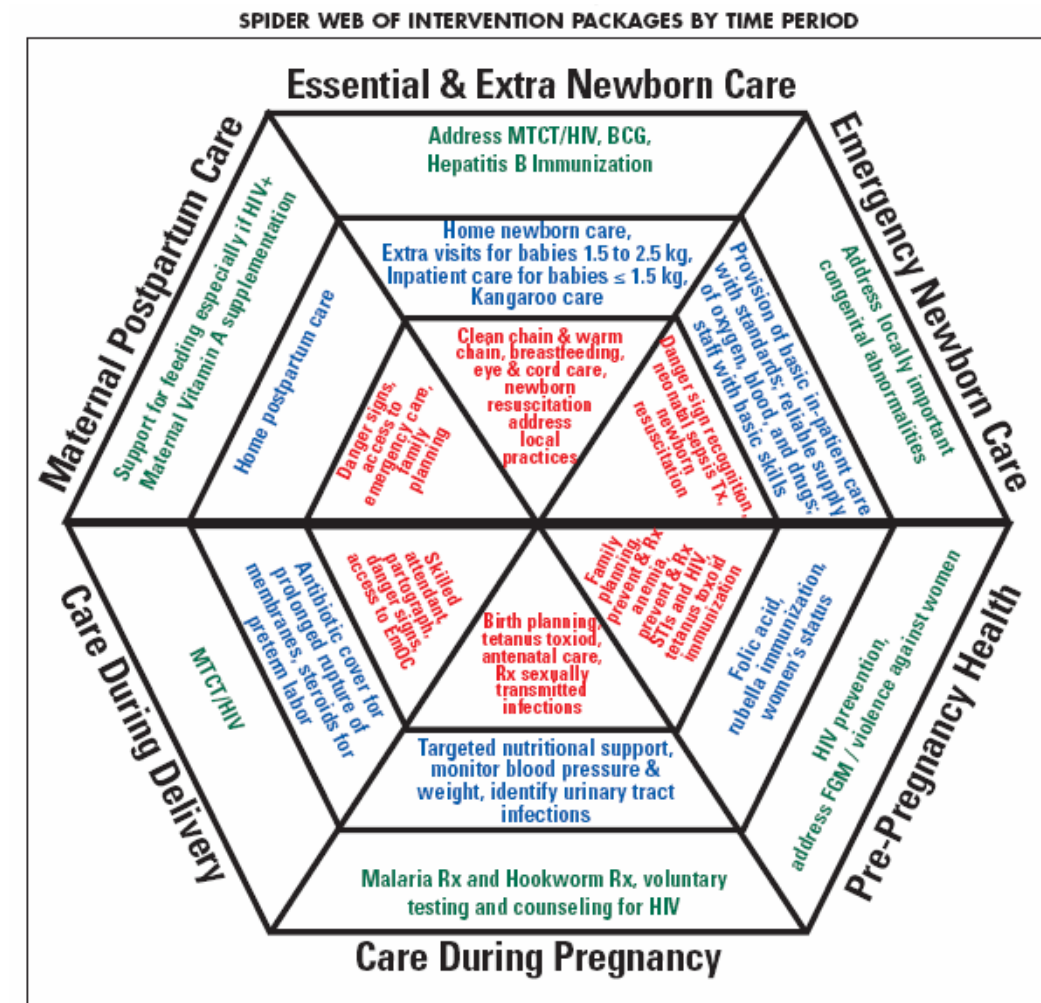 SPIDER WEB OF INTERVENTION PACKAGES BY TIME PERIOD
Essential & Extra Newborn Care
Address MTCT/HIV, BCG,
Hepatitis B Immunization
Home newborn care,
Extra visits for babies 1.5 to 2.5 kg,
Inpatient care for babies ≤ 1.5 kg,
Kangaroo care
Clean chain & warm
chain, breastfeeding,
eye & cord care,
newborn
resuscitation
address
local
practices
Emergency Newborn Care
Address locally important
congenital abnormalities
Provision of basic in-patient care
with standards; reliable supply
of oxygen, blood, and drugs;
staff with basic skills
Danger sign recognition,
neonatal sepsis Tx,
newborn
resuscitation
Pre-Pregnancy Health
HIV prevention,
address FGM / violence against women
Folic acid,
rubella immunization,
women's status
Family
planning,
prevent & Rx
anemia,
prevent & Rx
STIs and HIV
tetanus toxoid
immunization
Care During Pregnancy
Malaria Rx and Hookworm Rx, voluntary
testing and counseling for HIV
Targeted nutritional support,
monitor blood pressure &
weight, identify urinary tract
infections
Birth planning,
tetanus toxiod,
antenatal care,
Rx sexually
transmitted
infections
Care During Delivery
MTCT/HIV
Antibiotic cover for
prolonged rupture of
membranes, steroids for
preterm labor
Skilled
attendant,
partograph,
danger signs,
access to EmOC
Maternal Postpartum Care
Support for feeding especially if HIV+
Maternal Vitamin A supplementation
Home postpartum care
Danger signs,
access to
emergency care,
family
planning